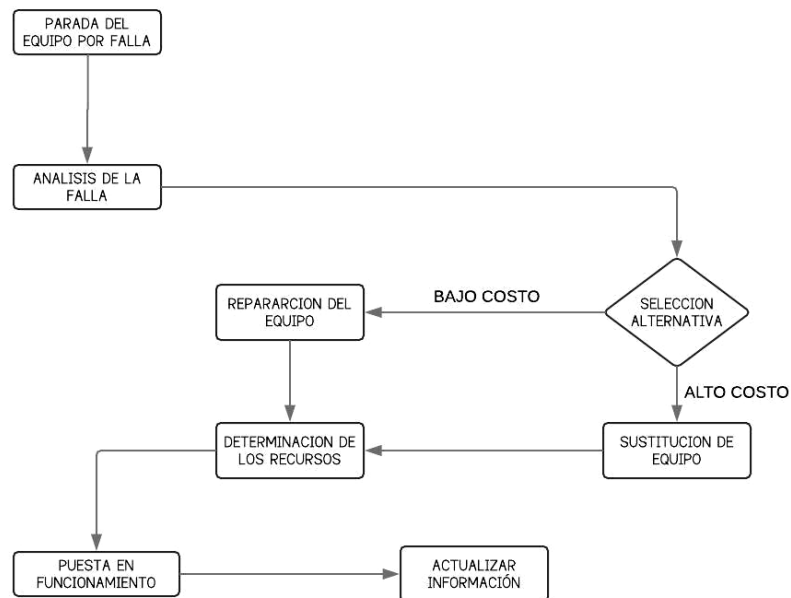 PARADA DEL
EQUIPO POR FALLA
ANALISIS DE LA
FALLA
SELECCION
ALTERNATIVA
BAJO COSTO
REPARARCION DEL
EQUIPO
ALTO COSTO
SUSTITUCION DE
EQUIPO
DETERMINACION DE
LOS RECURSOS
PUESTA EN
FUNCIONAMIENTO
ACTUALIZAR
INFORMACIÓN